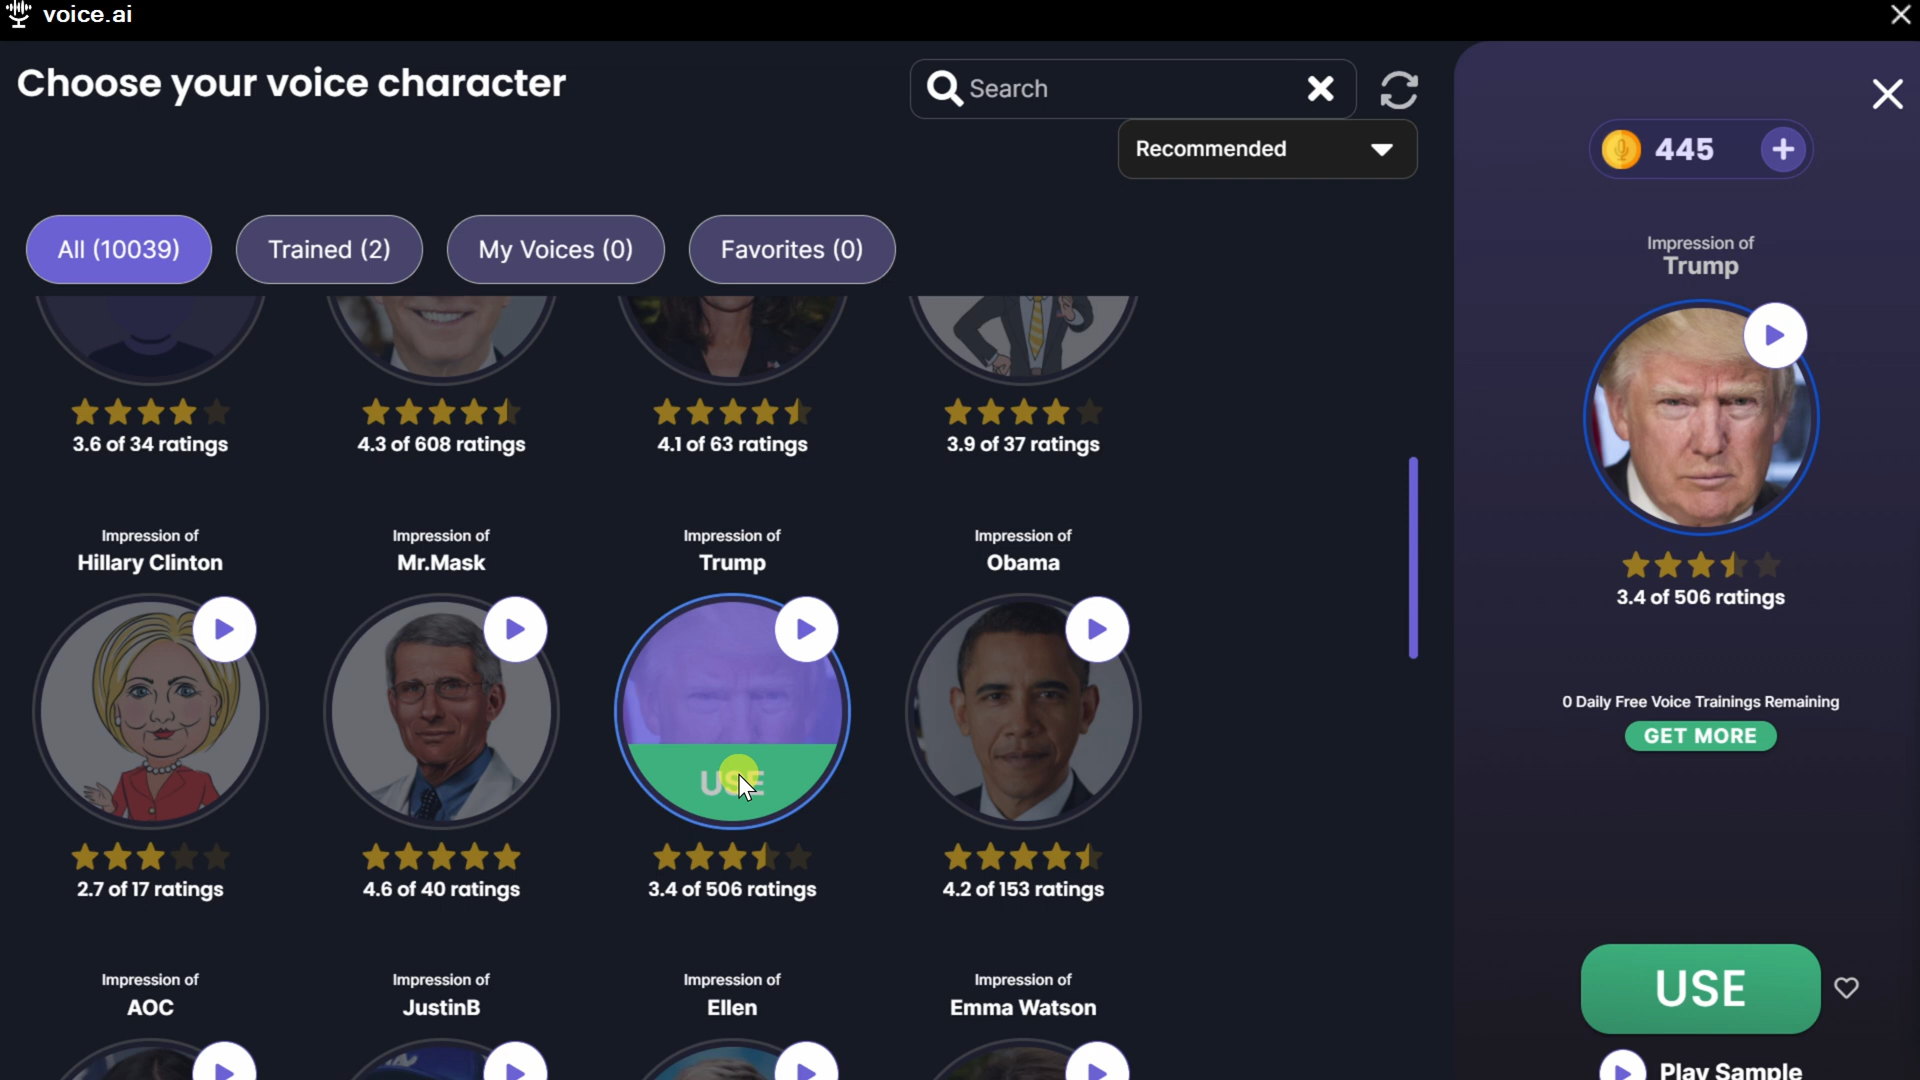 voice.ai
Choose your voice character
Search
Recommended
445
All (10039)
Trained (2)
My Voices (0)
Favorites (0)
Impression of
Trump
3.6 of 34 ratings
4.3 of 608 ratings
4.1 of 63 ratings
3.9 of 37 ratings
Impression of
Hillary Clinton
Impression of
Mr.Mask
Impression of
Trump
Impression of
Obama
3.4 of 506 ratings
0 Daily Free Voice Trainings Remaining
GET MORE
USE
2.7 of 17 ratings
4.6 of 40 ratings
3.4 of 506 ratings
4.2 of 153 ratings
Impression of
AOC
Impression of
JustinB
Impression of
Ellen
Impression of
Emma Watson
USE
Play Sample